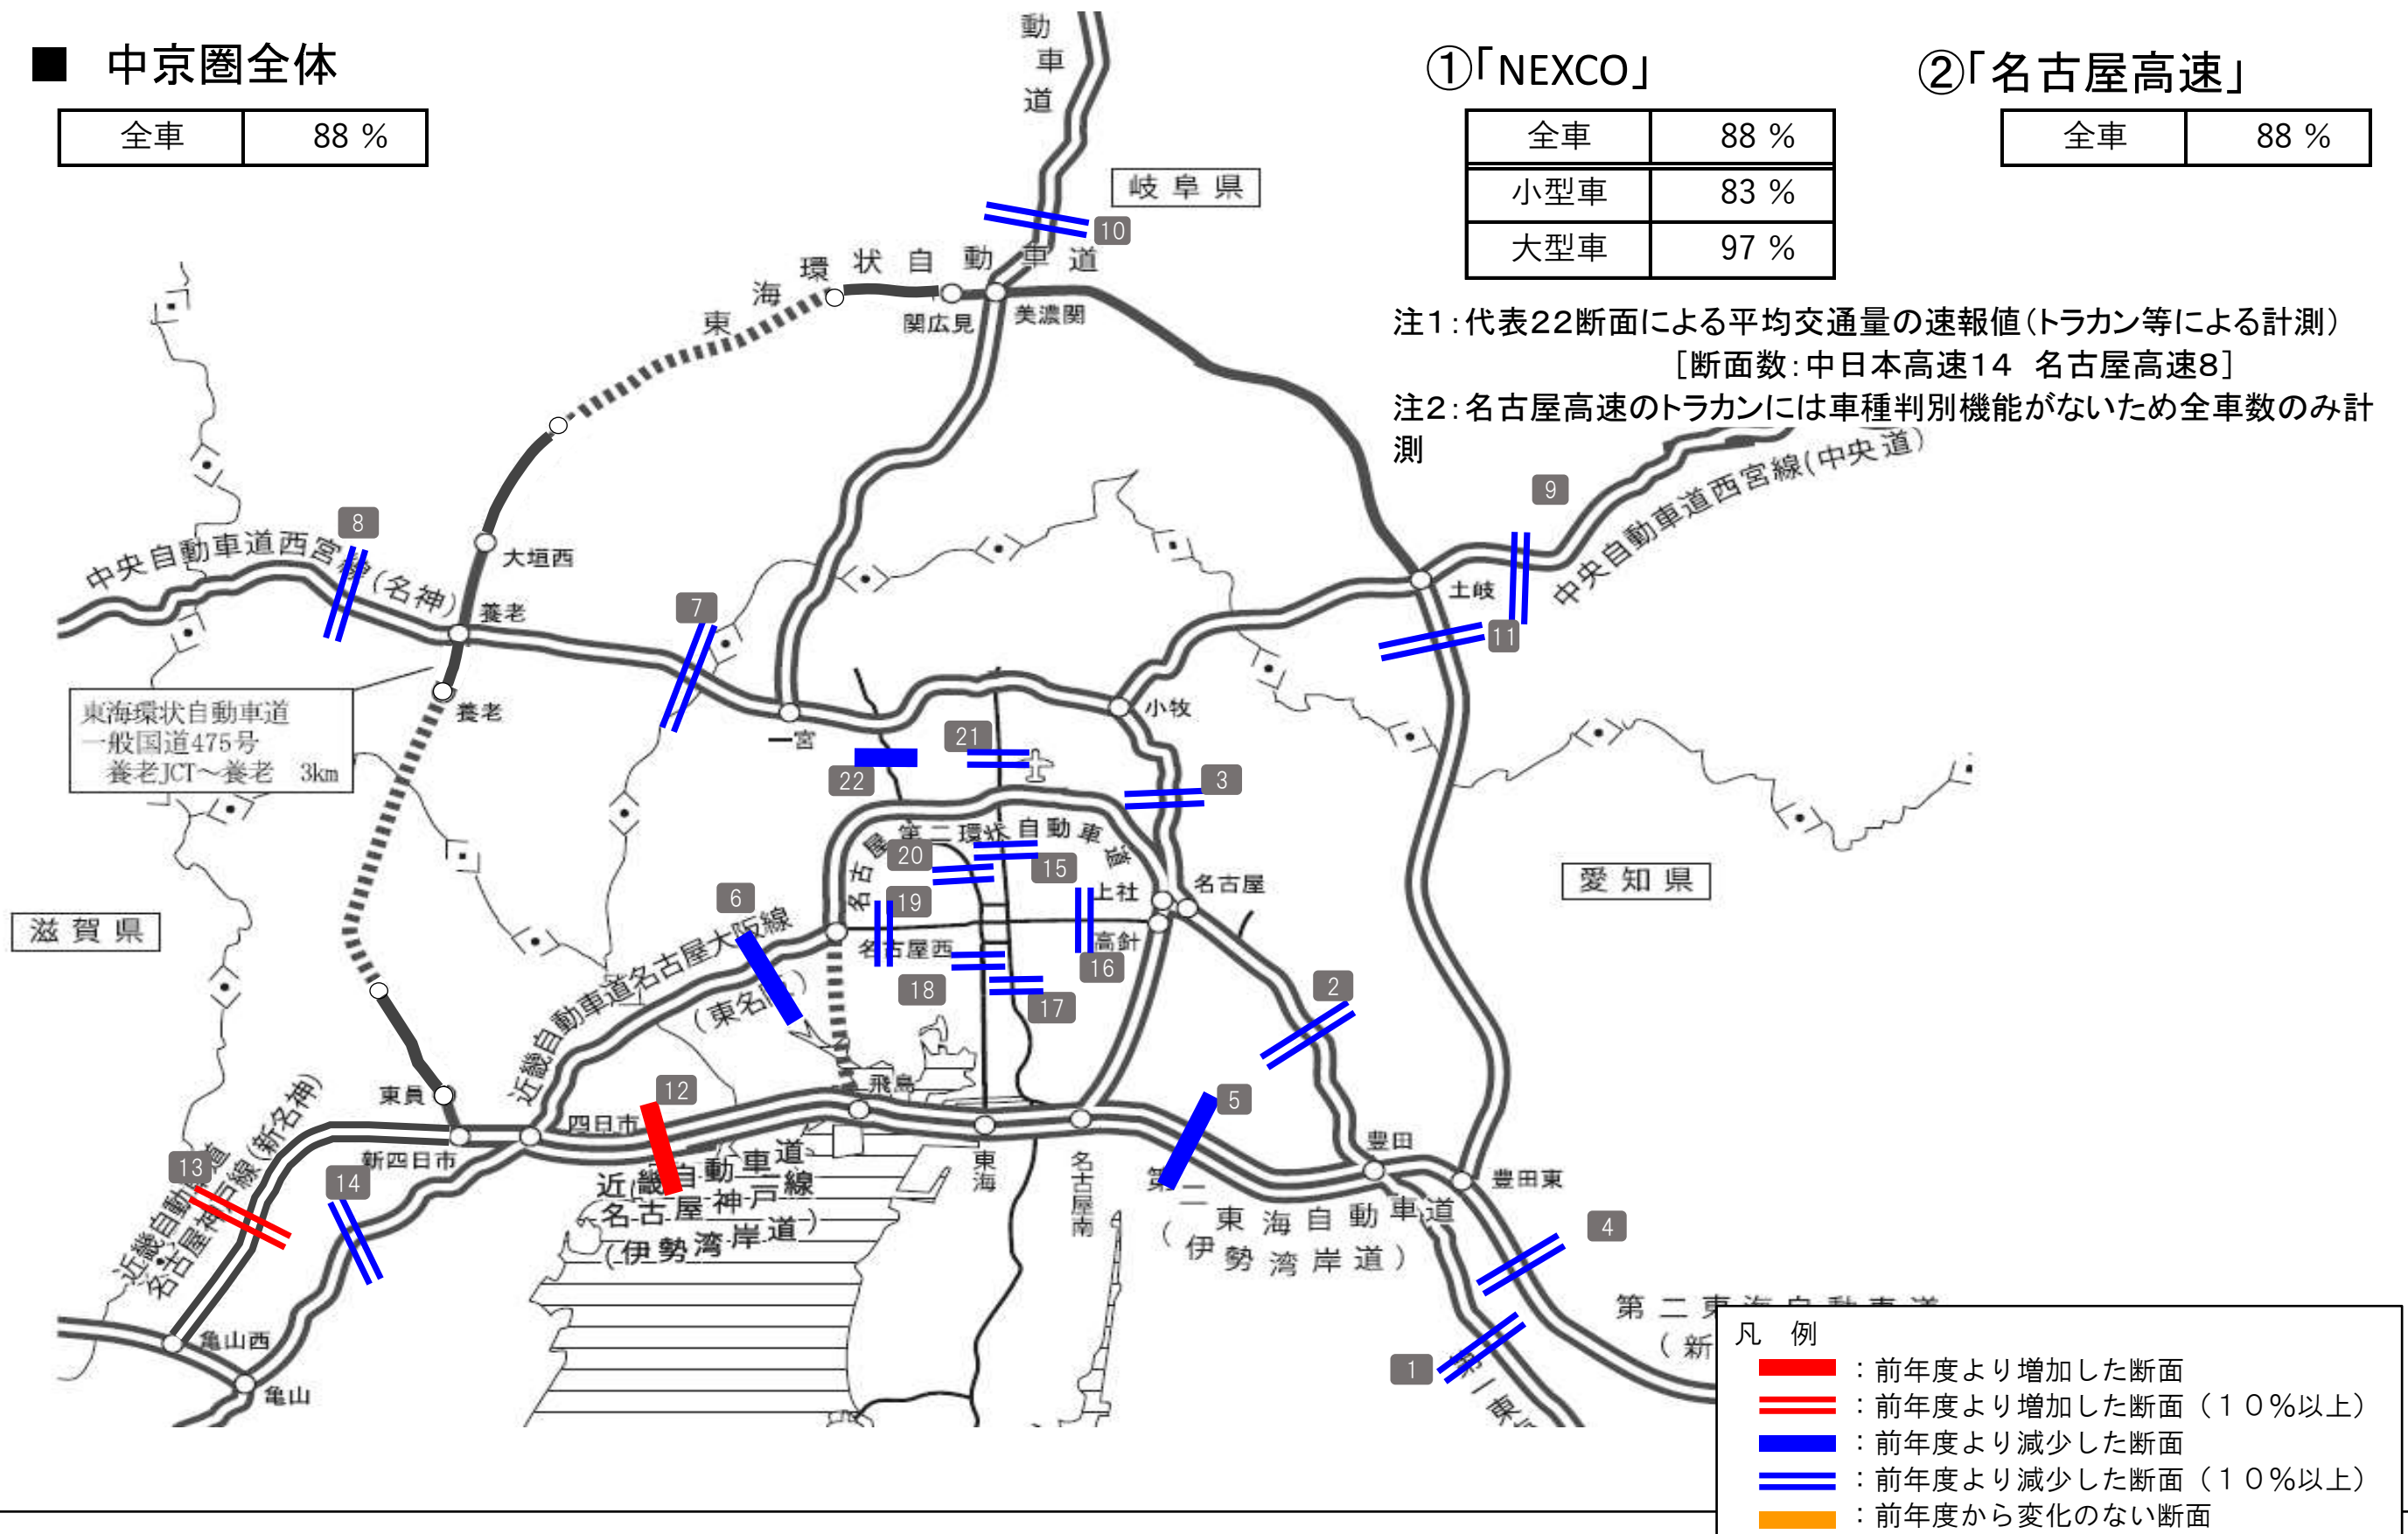 ■ 中京圏全体
全車 88 %
①「NEXCO」
全車 88 %
小型車 83 %
大型車 97 %
②「名古屋高速」
全車 88 %
注1：代表22断面による平均交通量の速報値（トラカン等による計測）
［断面数：中日本高速14 名古屋高速8］
注2：名古屋高速のトラカンには車種判別機能がないため全車数のみ計
測
動車道
岐阜県
10
東海環状自動車道
関広見
美濃関
9
中央自動車道西宮線(中央道)
8
中央自動車道西宮線(名神)
大垣西
養老
7
土岐
11
養老
東海環状自動車道
一般国道475号
養老JCT～養老 3km
一宮
小牧
21
22
3
名古屋第二環状自動車道
20
15
上社
名古屋
愛知県
19
6
滋賀県
近畿自動車道名古屋大阪線
(東名阪)
名古屋西
高針
16
18
17
2
東員
飛島
12
四日市
5
新四日市
13
14
近畿自動車道
名古屋神戸線(新名神)
近畿自動車道
名古屋神戸線
(伊勢湾岸道)
東海
名古屋南
豊田
豊田東
第二東海自動車道
(伊勢湾岸道)
4
亀山西
亀山
1
第一東
第二東海自動車道
(新
凡 例
：前年度より増加した断面
：前年度より増加した断面（１０％以上）
：前年度より減少した断面
：前年度より減少した断面（１０％以上）
：前年度から変化のない断面